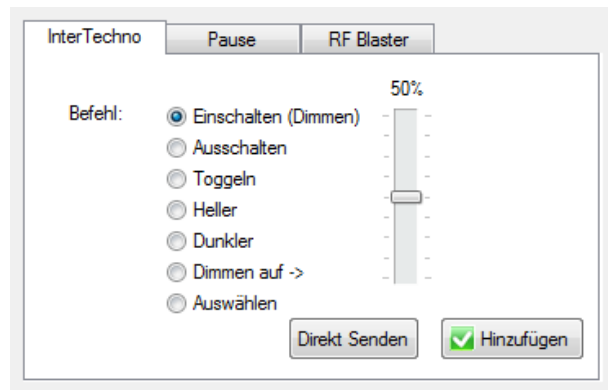 InterTechno Pause RF Blaster
50%
Befehl: Einschalten (Dimmen)
Ausschalten
Toggeln
Heller
Dunkler
Dimmen auf ->
Auswählen
Direkt Senden Hinzufügen